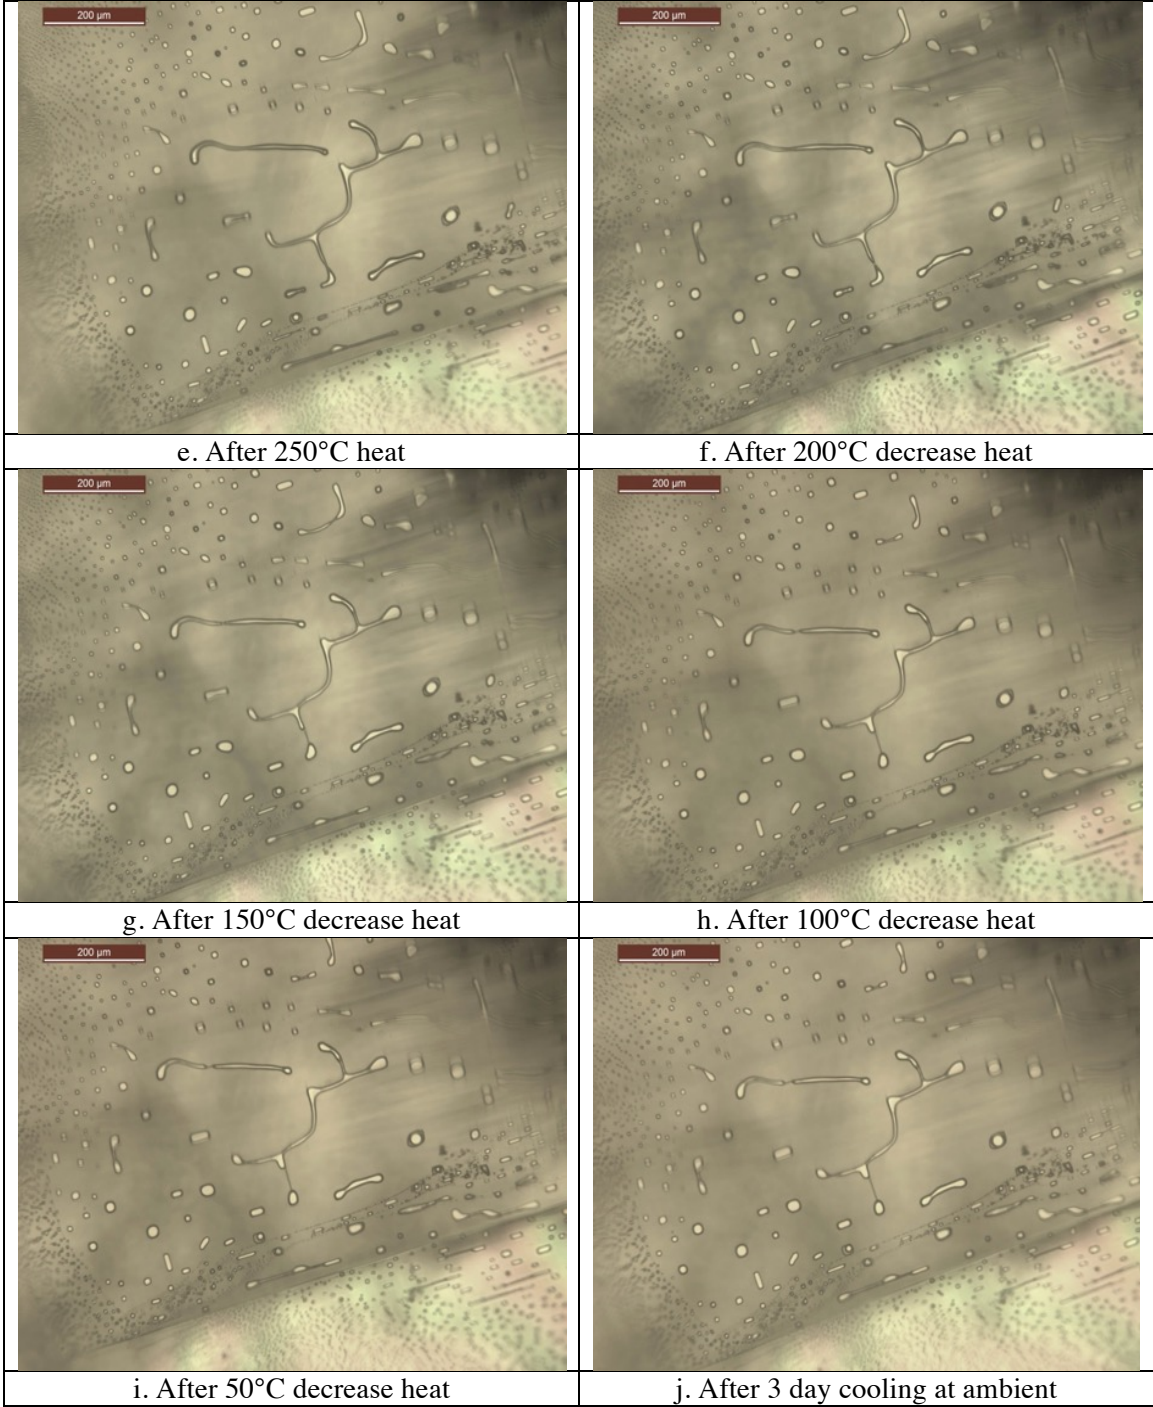 200 µm
200 µm
e. After 250°C heat
f. After 200°C decrease heat
200 µm
200 µm
g. After 150°C decrease heat
h. After 100°C decrease heat
200 µm
200 µm
i. After 50°C decrease heat
j. After 3 day cooling at ambient